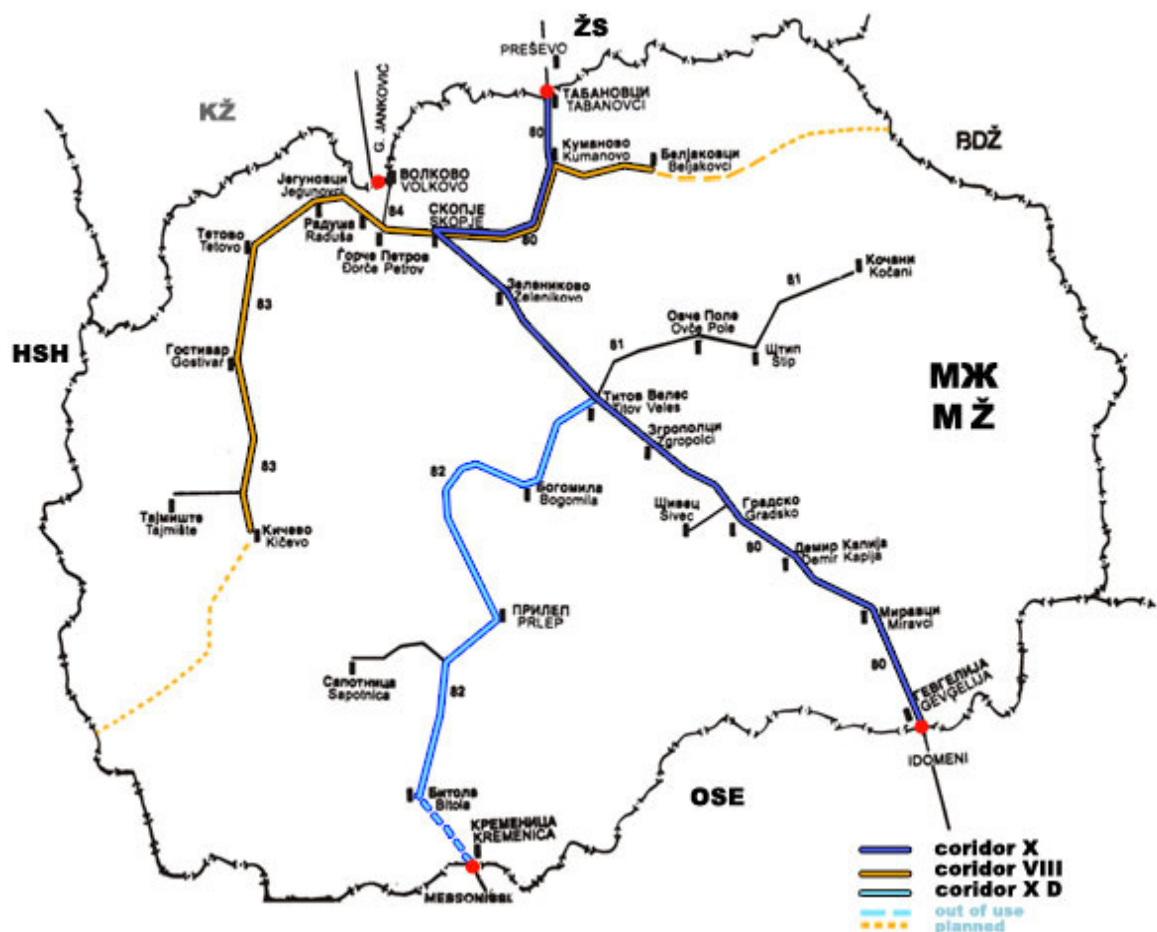 ŽS
PREŠEVO
ТАБАНОВЦИ
TABANOVCI
KŽ
G. JANKOVIĆ
80
Куманово
Kumanovo
Белјаковци
Beljakovci
BDŽ
ВОЛКОВО
VOLKOVO
Јегуновци
Jegunovci
84
СКОПЈЕ
SKOPJE
80
Радуша
Raduša
Тетово
Tetovo
Ѓорче Петров
Đorče Petrov
Кочани
Kočani
81
Зелениково
Zelenikovo
83
Овче Поле
Ovče Pole
81
Штип
Štip
HSH
Гостивар
Gostivar
МЖ
MŽ
Титов Велес
Titov Veles
Згрополци
Zgropolci
83
82
Богомила
Bogomila
Шивец
Šivec
Градско
Gradsko
Тајмиште
Tajmište
Кичево
Kičevo
80
Демир Капија
Demir Kapija
ПРИЛЕП
PRLEP
Миравци
Miravci
Сапотница
Sapotnica
82
80
ГЕВГЕЛИЈА
GEVGELIJA
IDOMENI
Битола
Bitola
OSE
КРЕМЕНИЦА
KREMENICA
coridor X
coridor VIII
coridor X D
out of use
planned